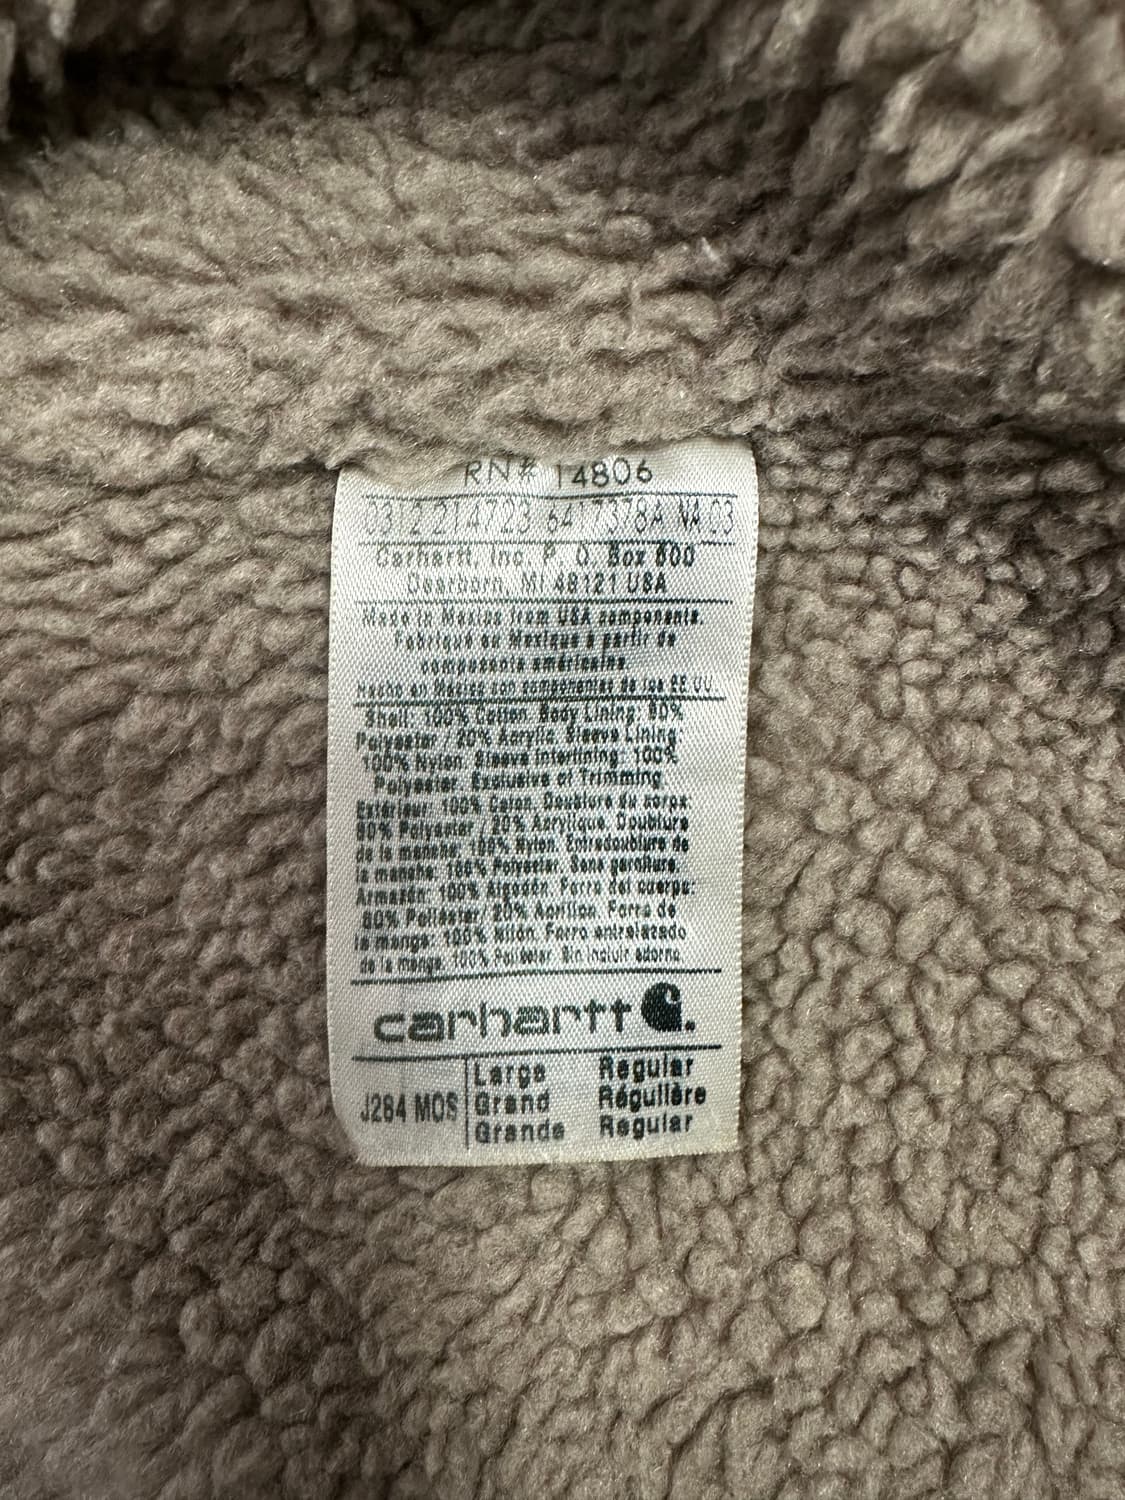 RN# 14806
0312 214723 6417378A NA 03
Carhartt, Inc. P. O. Box 600
Dearborn, MI 48121 USA
Made in Mexico from USA components.
Fabriqué au Mexique à partir de
composants américains.
Hecho en México con componentes de los EE UU.
Shell: 100% Cotton. Body Lining: 80%
Polyester / 20% Acrylic. Sleeve Lining
100% Nylon. Sleeve Interlining: 100%
Polyester. Exclusive of Trimming
Extérieur: 100% Coton. Doublure du corps:
80% Polyester / 20% Acrylique. Doublure
de la manche: 100% Nylon. Entredoublure de
la manche: 100% Polyester. Sans garniture.
Armazón: 100% Algodón. Forro del cuerpo:
80% Poliéster/ 20% Acrilion. Forro de
la manga: 100% Nilón. Forro entrelazado
de la manga. 100% Poliéster. Sin incluir adorno
carhartt
J284 MOS
Large Regular
Grand Régulière
Grande Regular